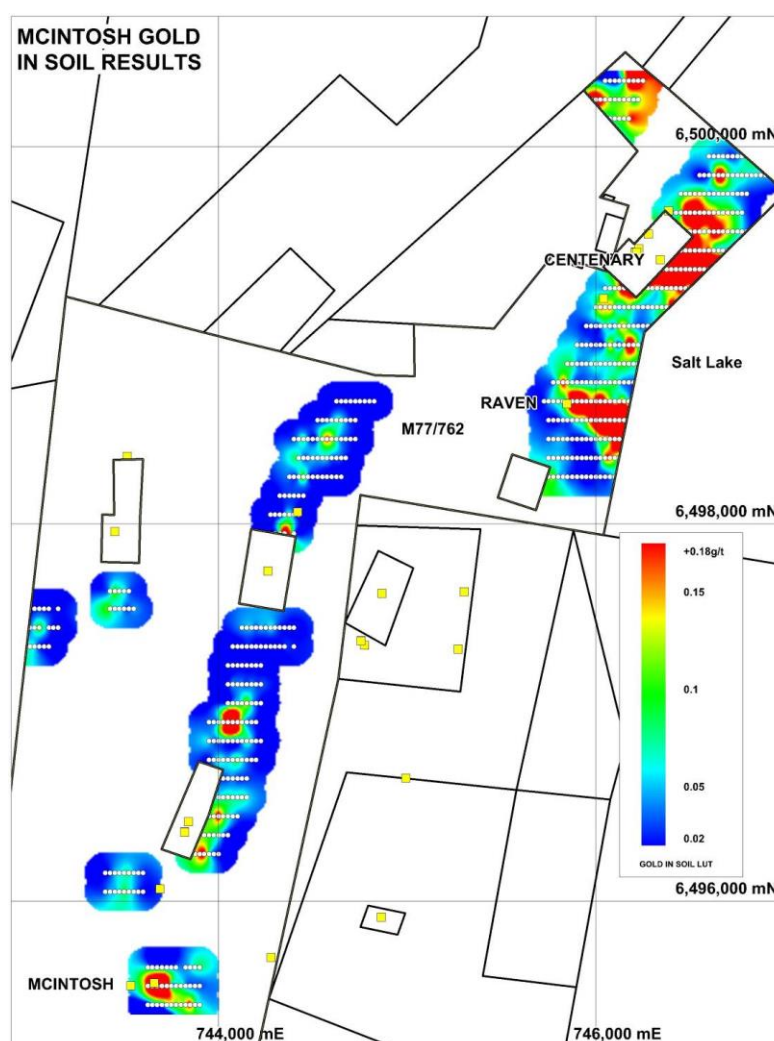 MCINTOSH GOLD
IN SOIL RESULTS
6,500,000 mN
CENTENARY
Salt Lake
RAVEN
M77/762
6,498,000 mN
+0.18g/t
0.15
0.1
0.05
0.02
GOLD IN SOIL LUT
6,496,000 mN
MCINTOSH
744,000 mE
746,000 mE